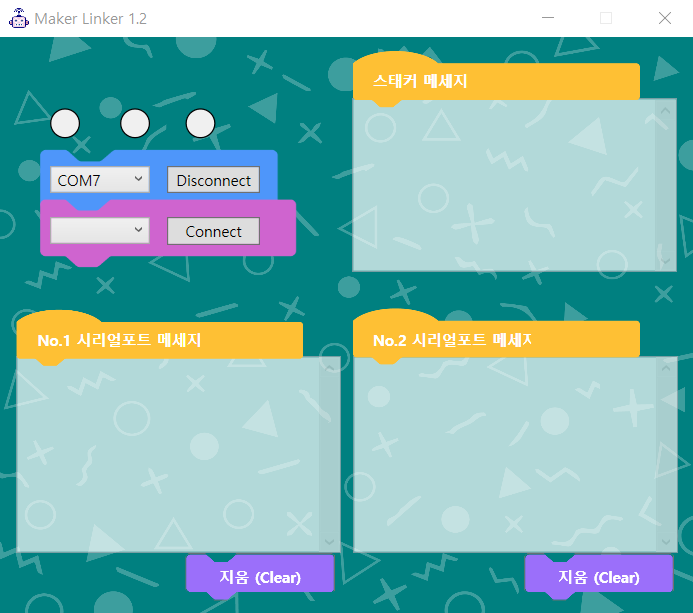 Maker Linker 1.2
스태커 메세지
COM7
Disconnect
Connect
No.1 시리얼포트 메세지
No.2 시리얼포트 메세지
지움 (Clear)
지움 (Clear)